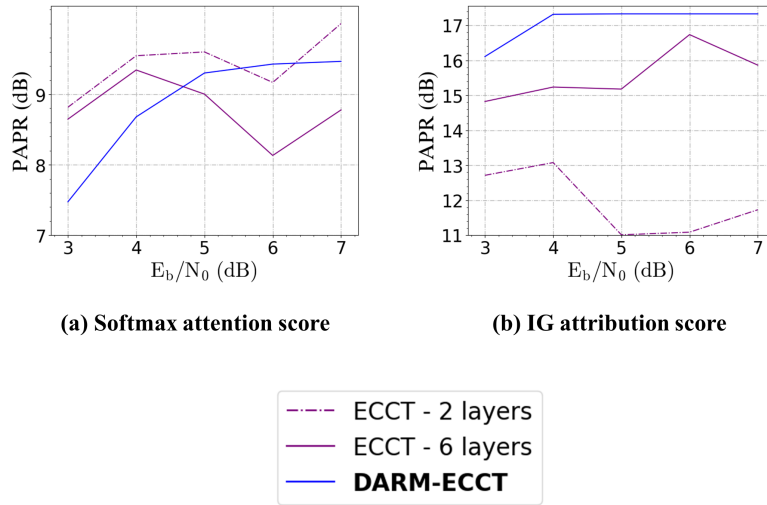 PAPR (dB)
9
8
7
3 4 5 6 7
E_b/N_0 (dB)
(a) Softmax attention score
PAPR (dB)
17
16
15
14
13
12
11
3 4 5 6 7
E_b/N_0 (dB)
(b) IG attribution score
ECCT - 2 layers
ECCT - 6 layers
DARM-ECCT